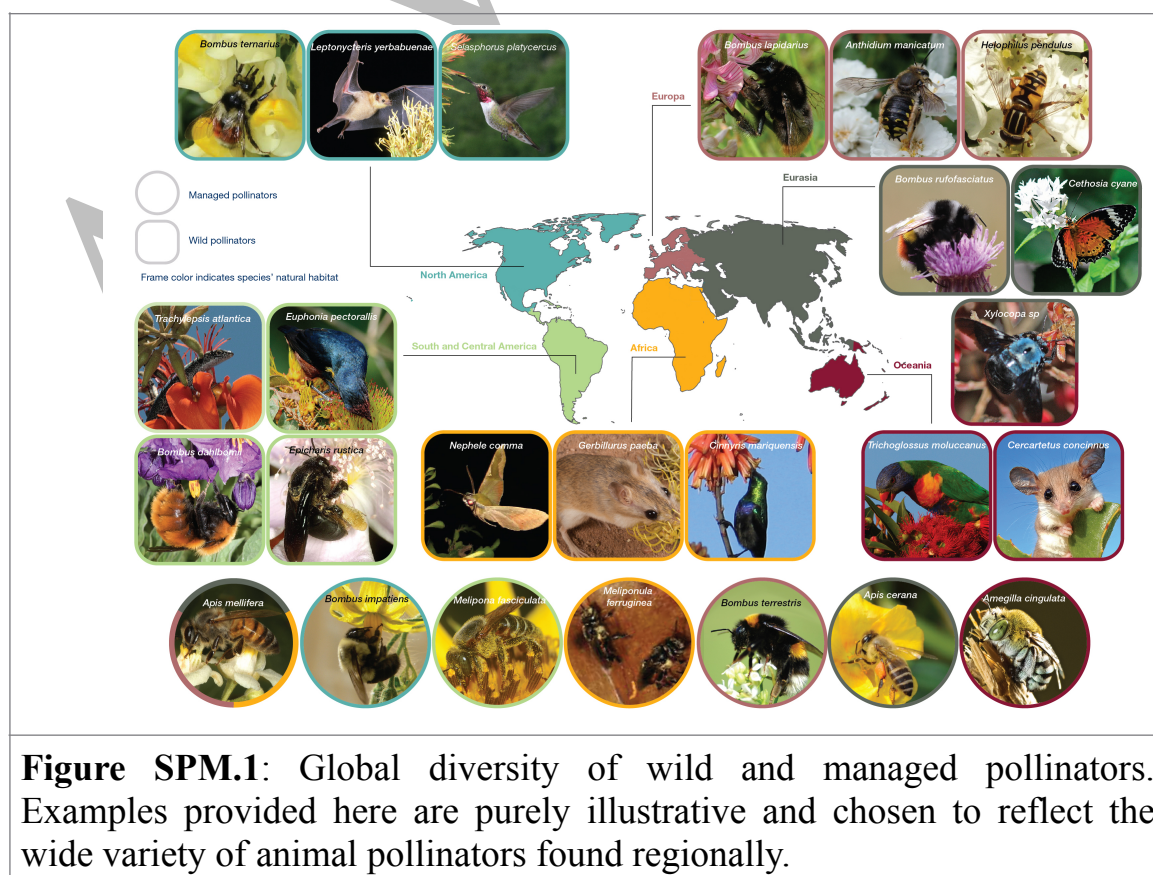 Bombus ternarius
Leptonycteris yerbabuenae
Selasphorus platycercus
Bombus lapidarius
Anthidium manicatum
Helophilus pendulus
Europa
Managed pollinators
Wild pollinators
Frame color indicates species' natural habitat
Eurasia
Bombus rufofasciatus
Cethosia cyane
North America
Trachylepsis atlantica
Euphonia pectorallis
South and Central America
Africa
Oceania
Xylocopa sp
Bombus dahlbomii
Epicharis rustica
Nephele comma
Gerbillurus paeba
Cinnyris mariquensis
Trichoglossus moluccanus
Cercartetus concinnus
Apis mellifera
Bombus impatiens
Melipona fasciculata
Meliponula
ferruginea
Bombus terrestris
Apis cerana
Amegilla cingulata
Figure SPM.1: Global diversity of wild and managed pollinators.
Examples provided here are purely illustrative and chosen to reflect the
wide variety of animal pollinators found regionally.